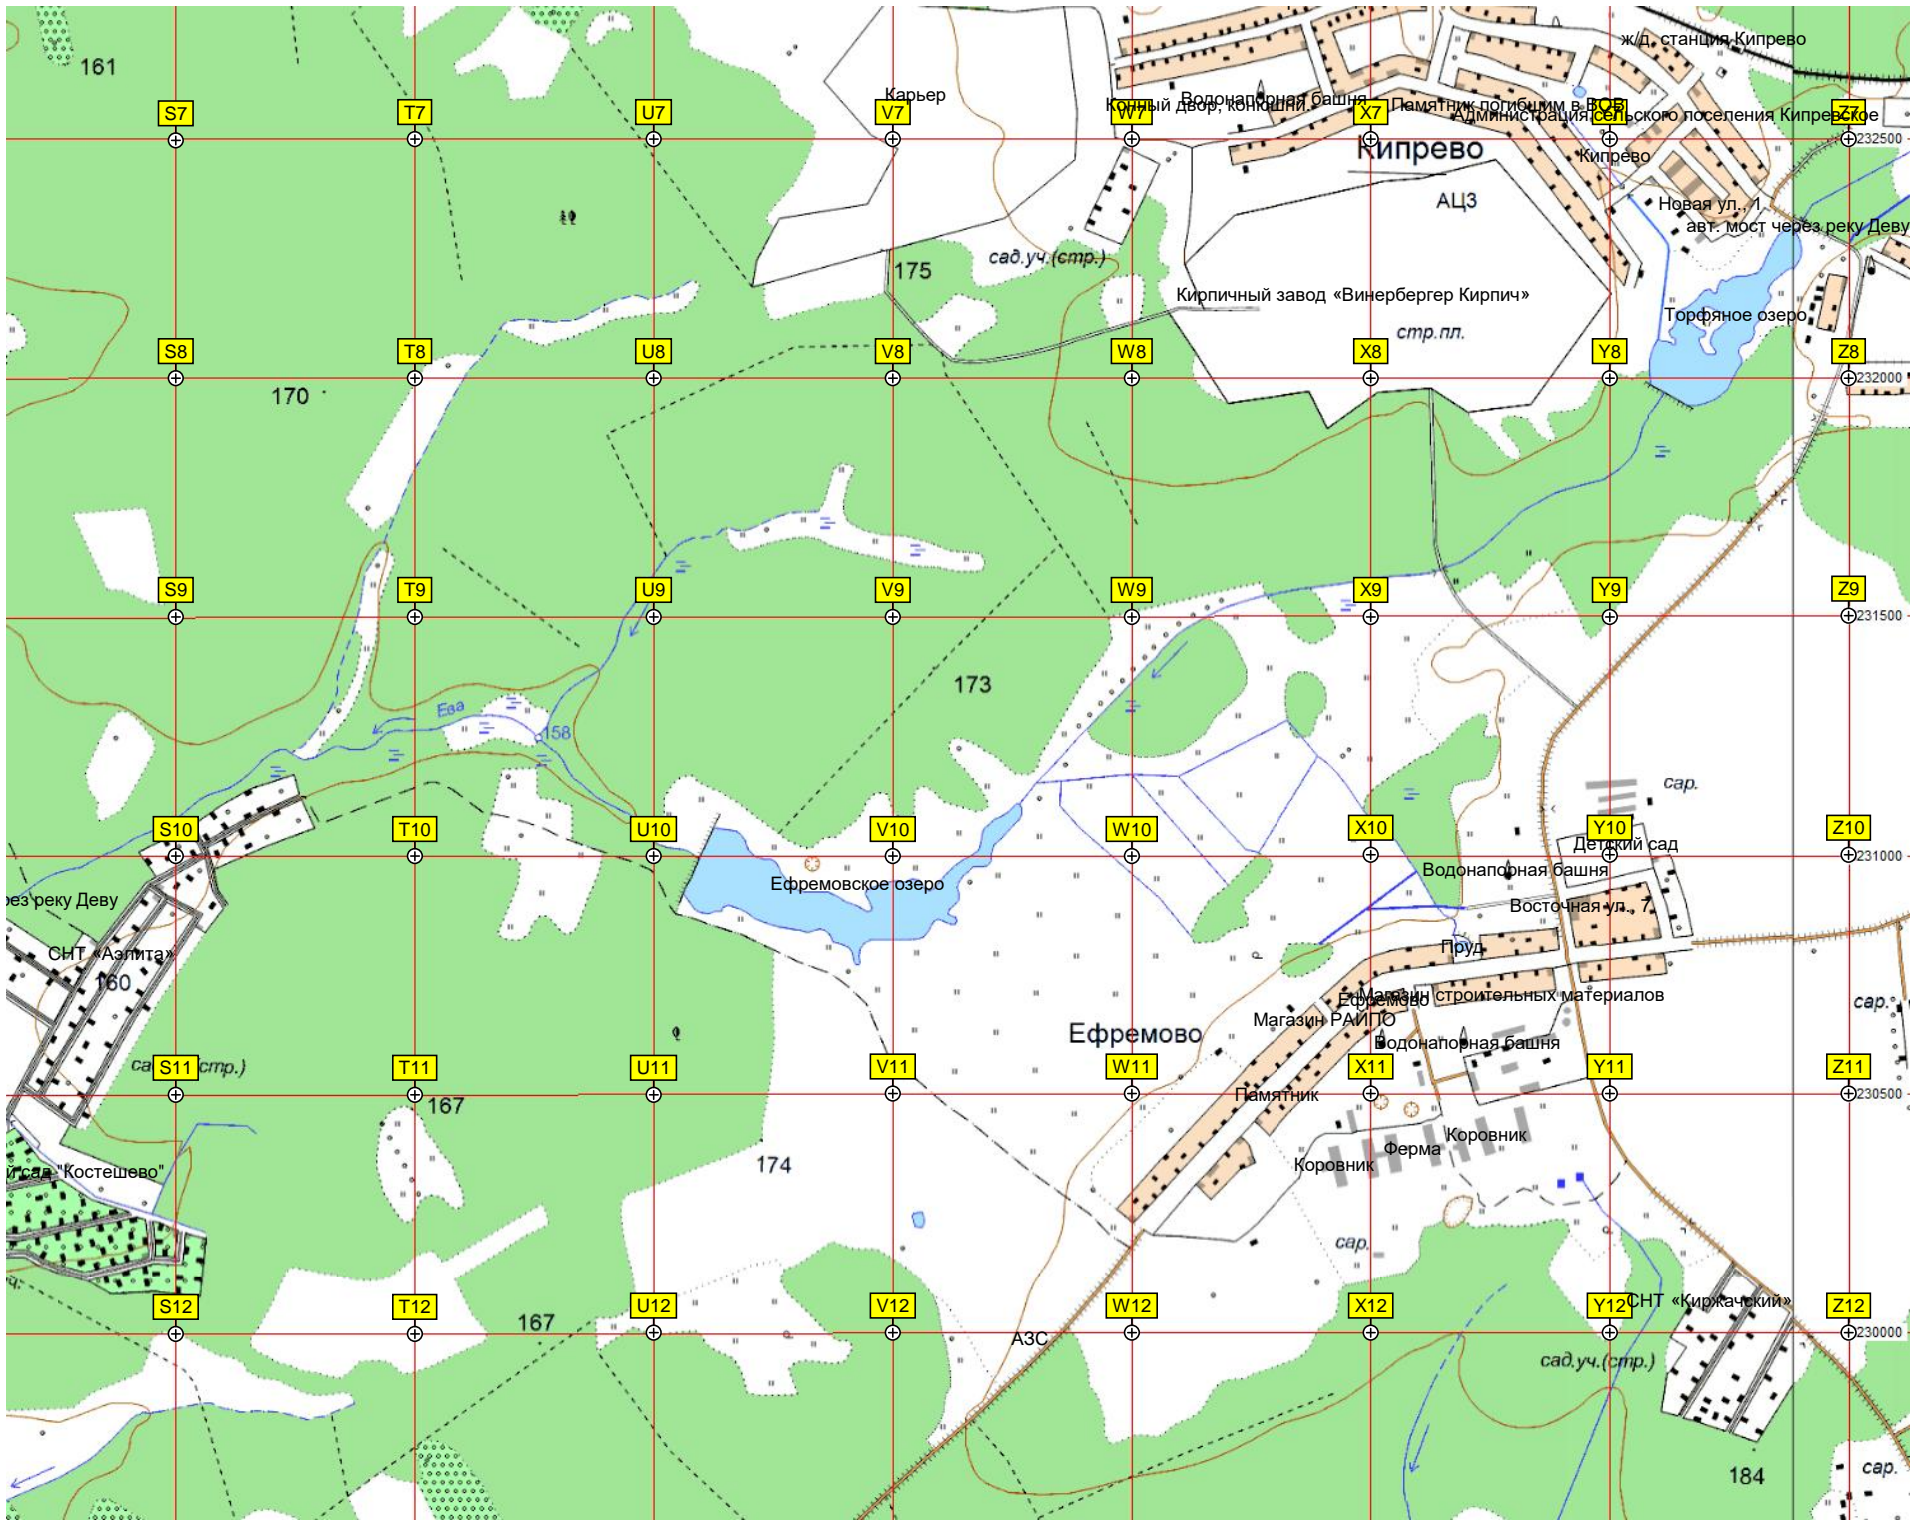 161
ж/д. станция Кипрево
Карьер
Конный двор, конюшни.
Водонапорная башня
Памятник погибшим в ВОВ
Администрация сельского поселения Кипревское
S7
T7
U7
V7
W7
X7
Y7
Z7
232500
Кипрево
Кипрево
АЦЗ
Новая ул., 1
авт. мост через реку Деву
сад.уч.(стр.)
175
Кирпичный завод «Винербергер Кирпич»
стр.пл.
Торфяное озеро
S8
T8
U8
V8
W8
X8
Y8
Z8
232000
170
S9
T9
U9
V9
W9
X9
Y9
Z9
231500
173
Ева
158
сар.
S10
T10
U10
V10
W10
X10
Y10
Z10
231000
Детский сад
Водонапорная башня
Ефремовское озеро
рез реку Деву
Восточная ул., 7
Пруд
СНТ «Аэлита»
160
Магазин строительных материалов
Ефремово
сар.
Магазин РАЙПО
Ефремово
Водонапорная башня
са
стр.)
S11
T11
U11
V11
W11
X11
Y11
Z11
230500
167
Памятник
Коровник
Ферма
Коровник
174
й сад "Костешево"
сар.
S12
T12
U12
V12
W12
X12
Y12
Z12
230000
СНТ «Киржачский»
167
АЗС
сад.уч.(стр.)
184
сар.